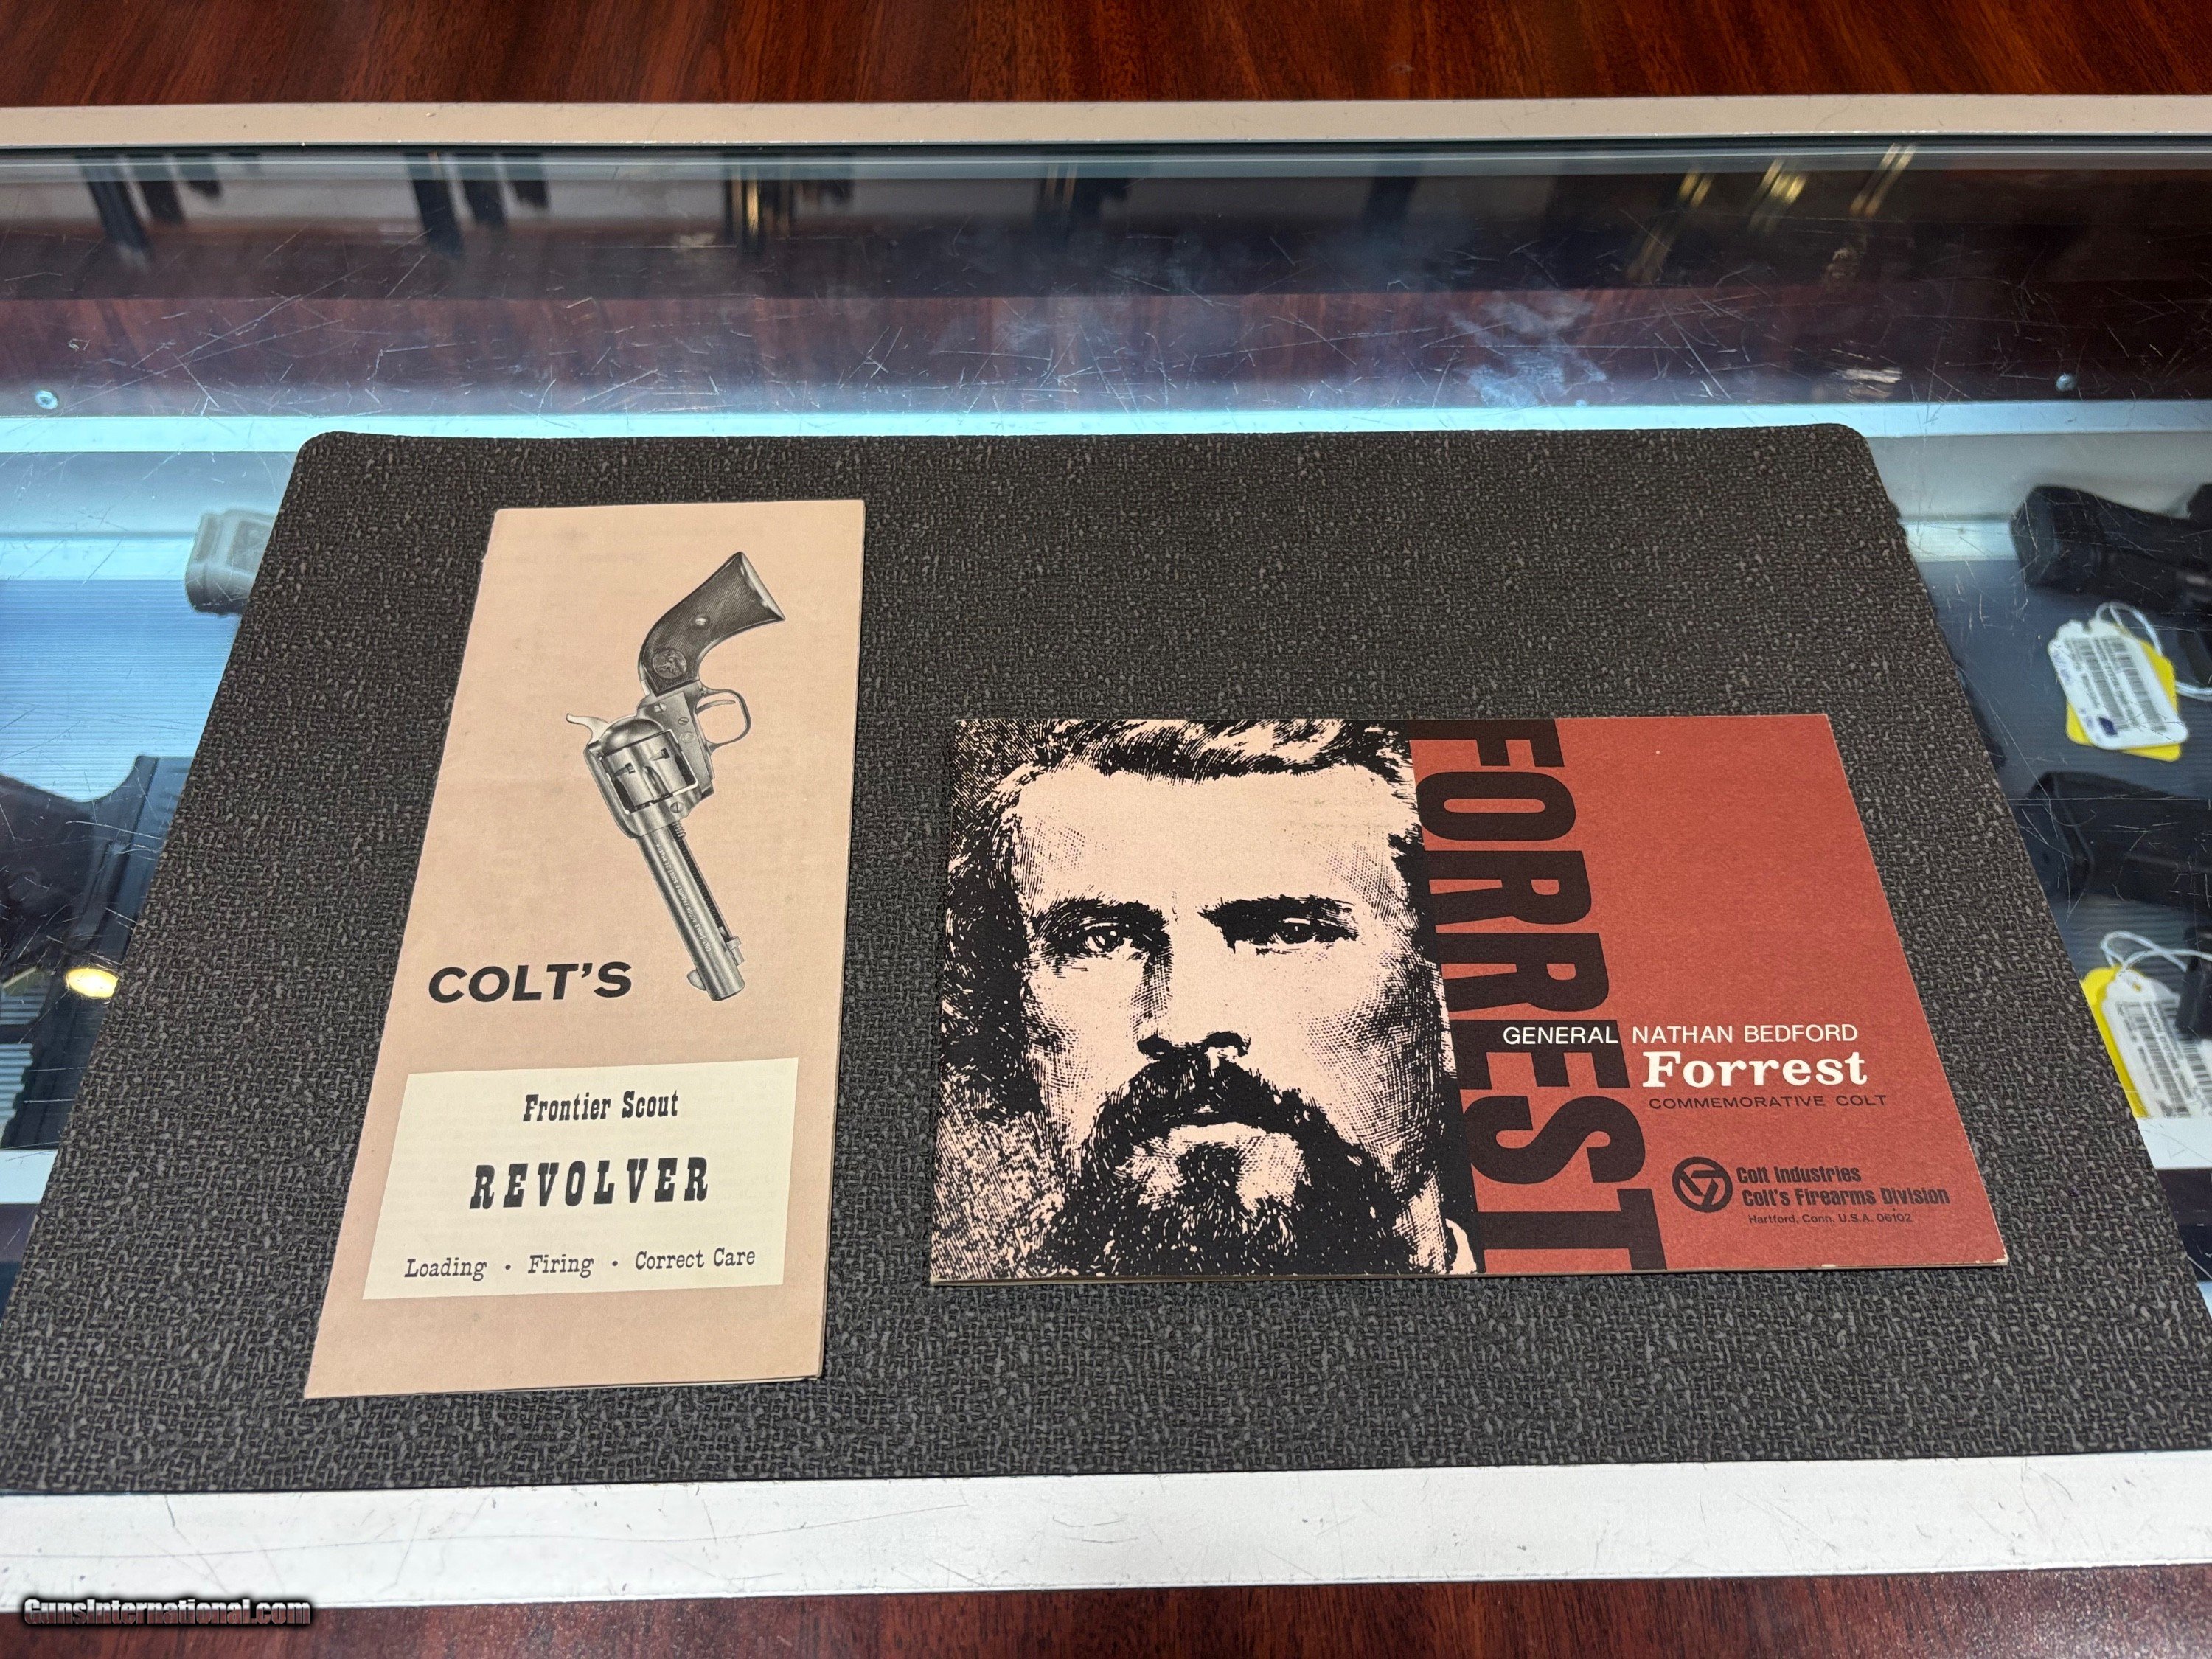 COLT'S
Frontier Scout
REVOLVER
Loading • Firing • Correct Care
FORREST
GENERAL NATHAN BEDFORD
Forrest
COMMEMORATIVE COLT
Colt Industries
Colt's Firearms Division
Hartford, Conn. U.S.A. 06102
GunsInternational.com